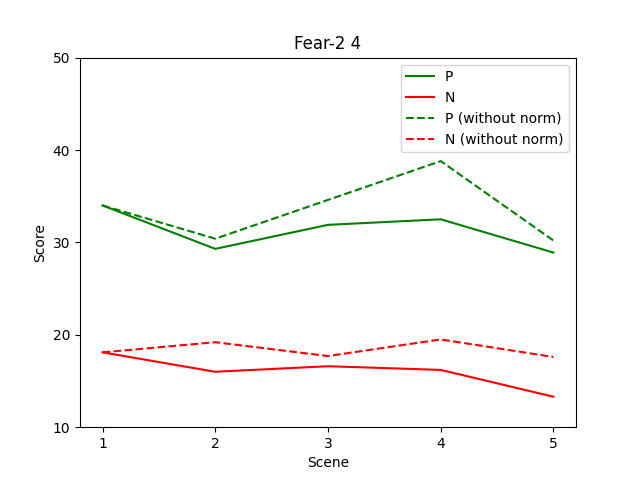 Fear-2 4
50
40
30
20
10
Score
P
N
P (without norm)
N (without norm)
1 2 3 4 5
Scene